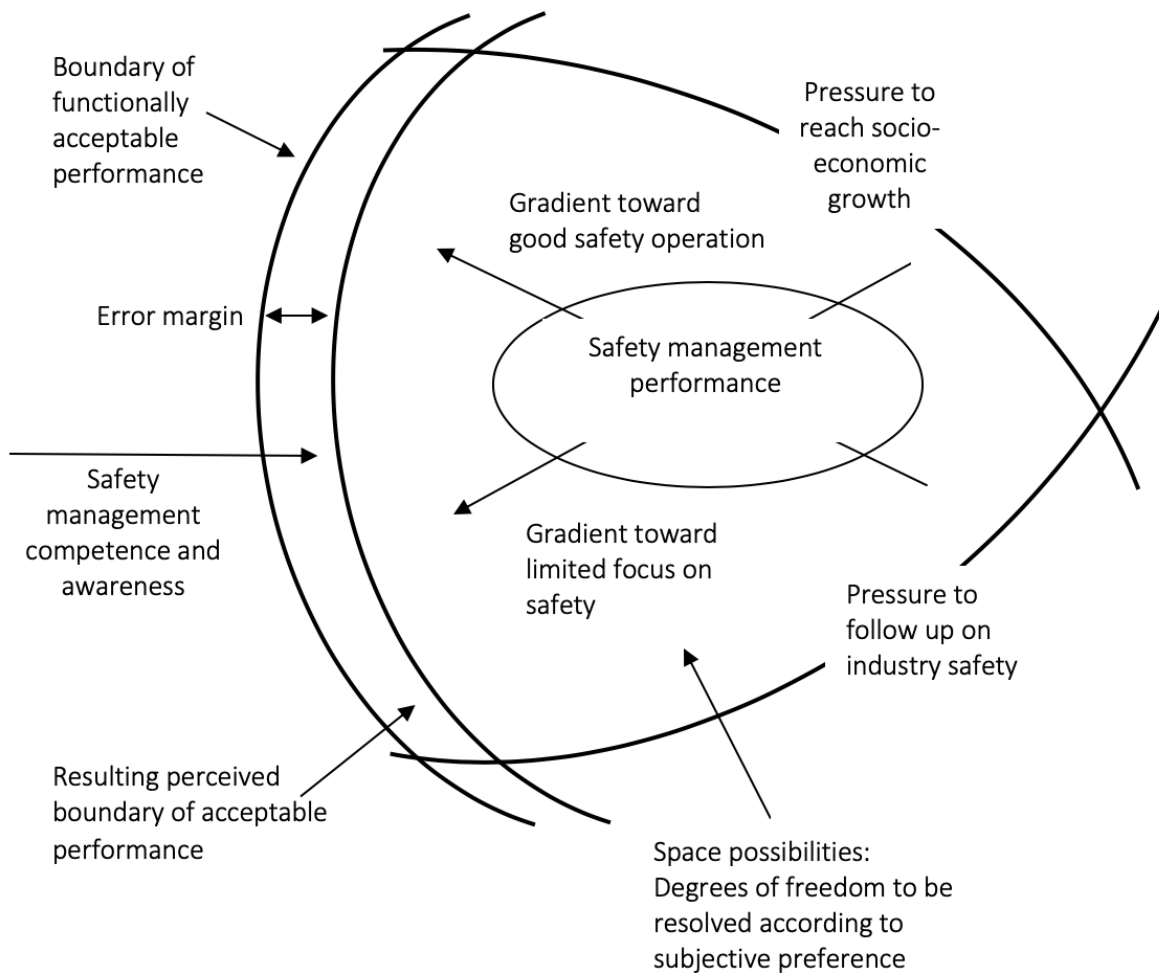 Boundary of
functionally
acceptable
performance
Pressure to
reach socio-
economic
growth
Gradient toward
good safety operation
Error margin
Safety management
performance
Safety
management
competence and
awareness
Gradient toward
limited focus on
safety
Pressure to
follow up on
industry safety
Resulting perceived
boundary of acceptable
performance
Space possibilities:
Degrees of freedom to be
resolved according to
subjective preference